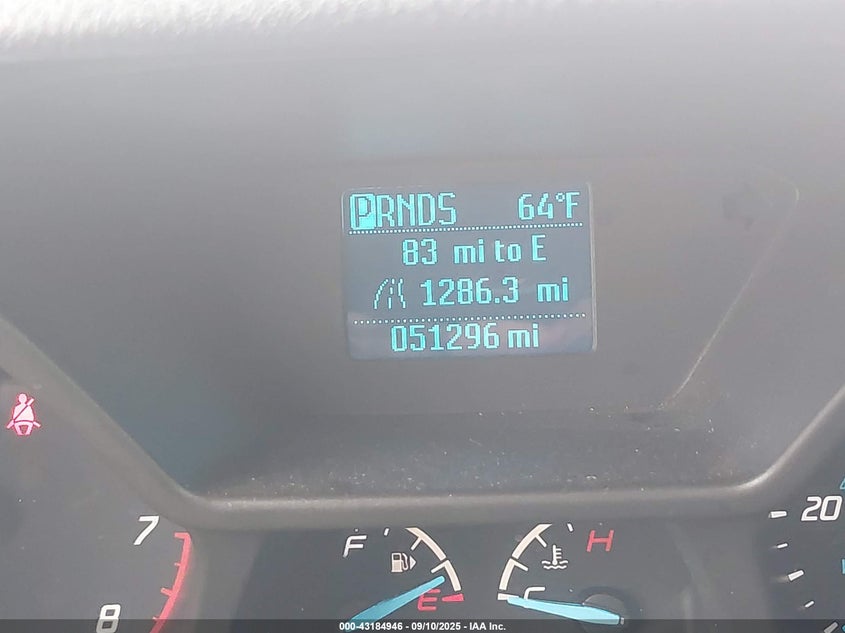 PRNDS 64°F
83 mi to E
1286.3 mi
051296 mi
7
8
F
E
H
C
20
000-43184946 - 09/10/2025 - IAA Inc.